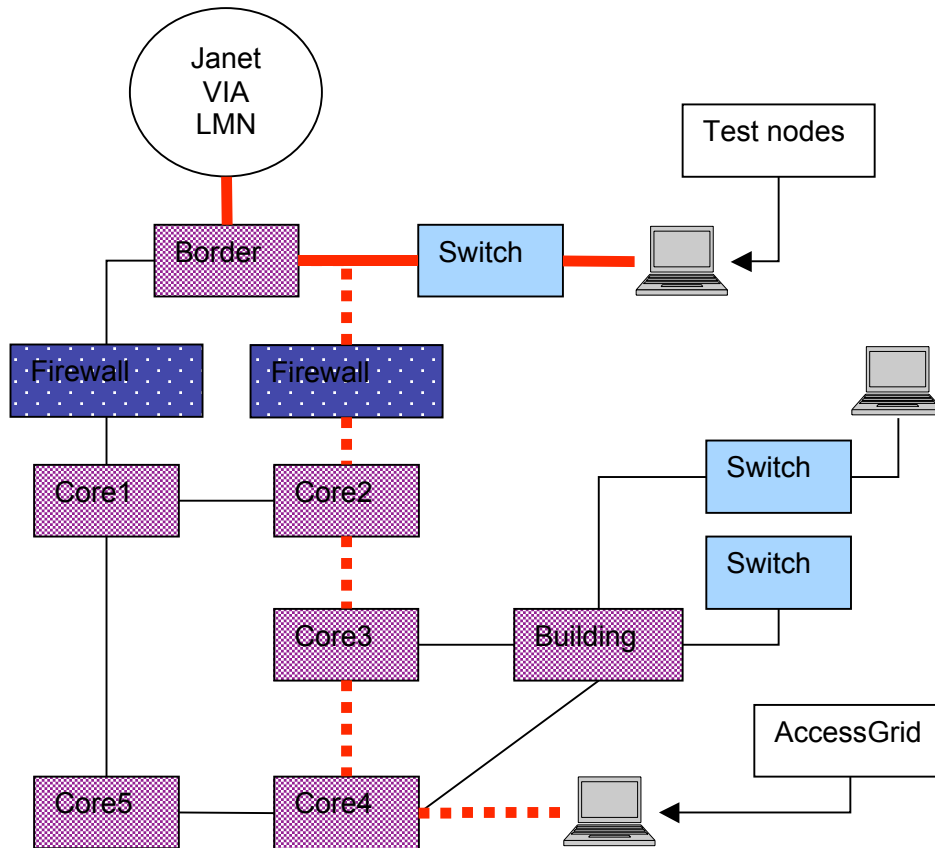 Janet
VIA
LMN
Test nodes
Border
Switch
Firewall
Firewall
Switch
Core1
Core2
Switch
Core3
Building
AccessGrid
Core5
Core4